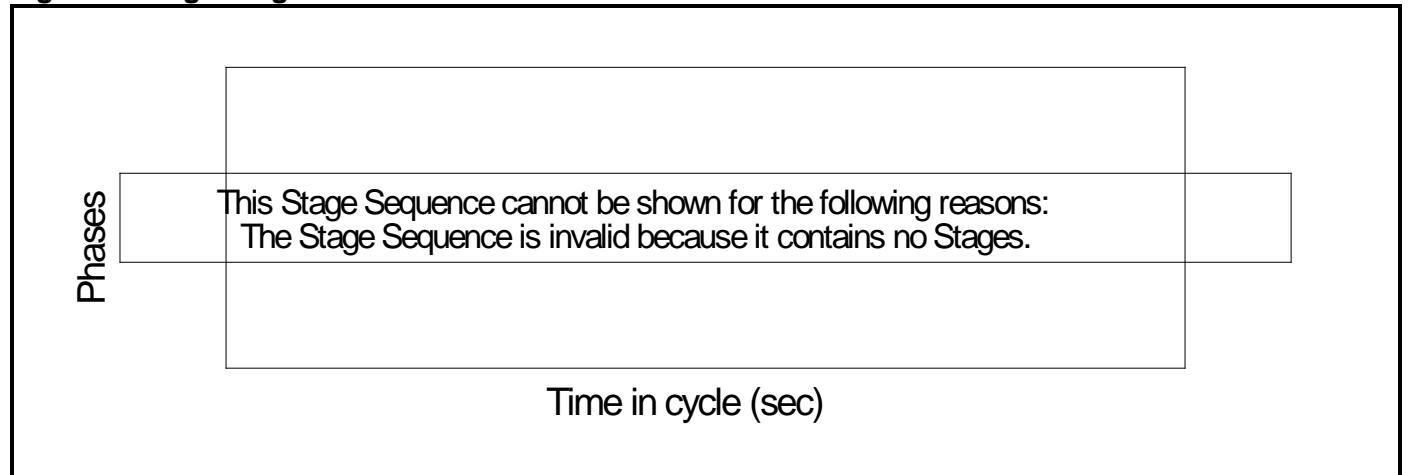 Phases
This Stage Sequence cannot be shown for the following reasons:
The Stage Sequence is invalid because it contains no Stages.
Time in cycle (sec)